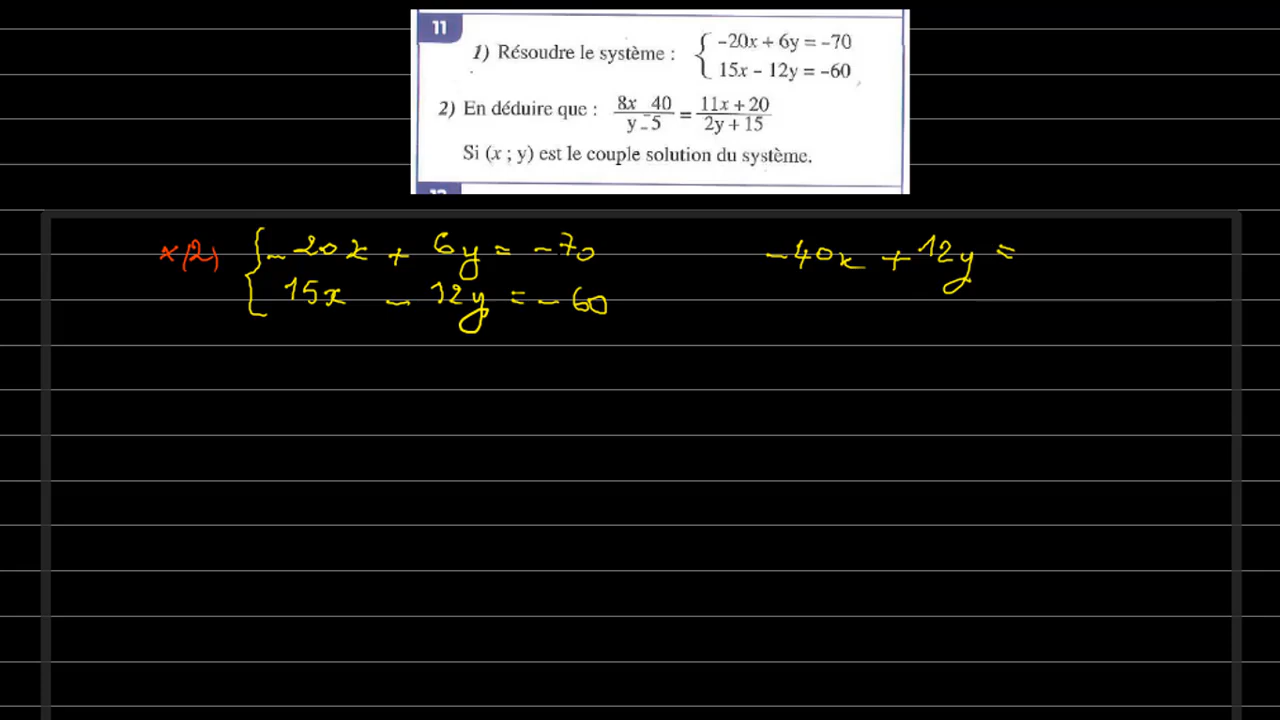 11
1) Résoudre le système : { -20x + 6y = -70
15x - 12y = -60
2) En déduire que : 8x 40 / y - 5 = 11x + 20 / 2y + 15
Si (x ; y) est le couple solution du système.
12
×(2) { -20x + 6y = -70
15x - 12y = -60
-40x + 12y =